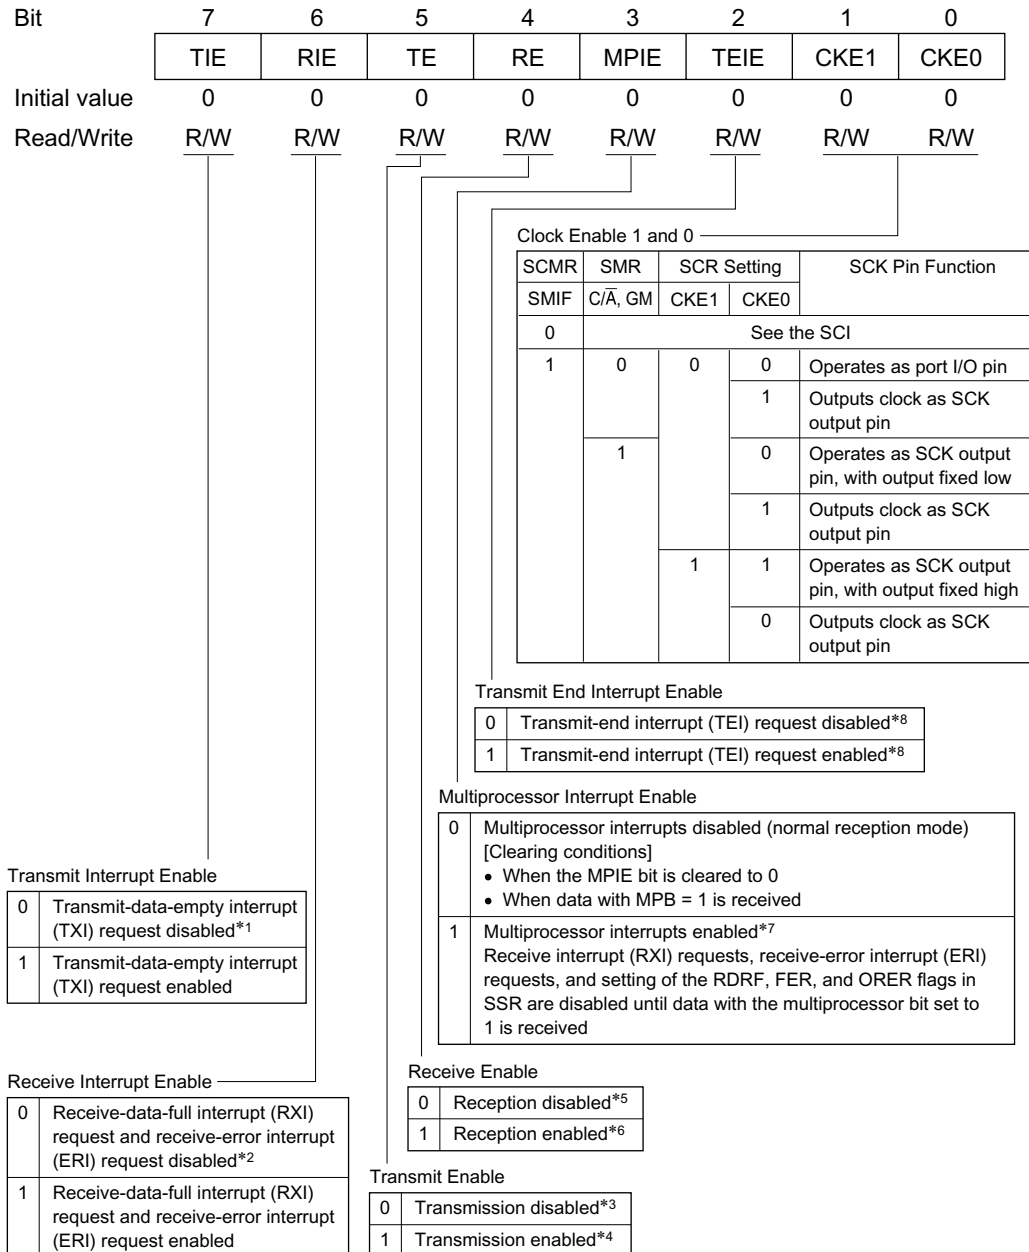 Bit 7 6 5 4 3 2 1 0
TIE RIE TE RE MPIE TEIE CKE1 CKE0
Initial value 0 0 0 0 0 0 0 0
Read/Write R/W R/W R/W R/W R/W R/W R/W R/W
Clock Enable 1 and 0
SCMR SMR SCR Setting SCK Pin Function
SMIF C/A̅, GM CKE1 CKE0
0 See the SCI
1 0 0 0 Operates as port I/O pin
1 Outputs clock as SCK
output pin
1 0 Operates as SCK output
pin, with output fixed low
1 Outputs clock as SCK
output pin
1 1 Operates as SCK output
pin, with output fixed high
0 Outputs clock as SCK
output pin
Transmit End Interrupt Enable
0 Transmit-end interrupt (TEI) request disabled*8
1 Transmit-end interrupt (TEI) request enabled*8
Multiprocessor Interrupt Enable
0 Multiprocessor interrupts disabled (normal reception mode)
[Clearing conditions]
• When the MPIE bit is cleared to 0
• When data with MPB = 1 is received
1 Multiprocessor interrupts enabled*7
Receive interrupt (RXI) requests, receive-error interrupt (ERI)
requests, and setting of the RDRF, FER, and ORER flags in
SSR are disabled until data with the multiprocessor bit set to
1 is received
Transmit Interrupt Enable
0 Transmit-data-empty interrupt
(TXI) request disabled*1
1 Transmit-data-empty interrupt
(TXI) request enabled
Receive Enable
0 Reception disabled*5
1 Reception enabled*6
Receive Interrupt Enable
0 Receive-data-full interrupt (RXI)
request and receive-error interrupt
(ERI) request disabled*2
1 Receive-data-full interrupt (RXI)
request and receive-error interrupt
(ERI) request enabled
Transmit Enable
0 Transmission disabled*3
1 Transmission enabled*4